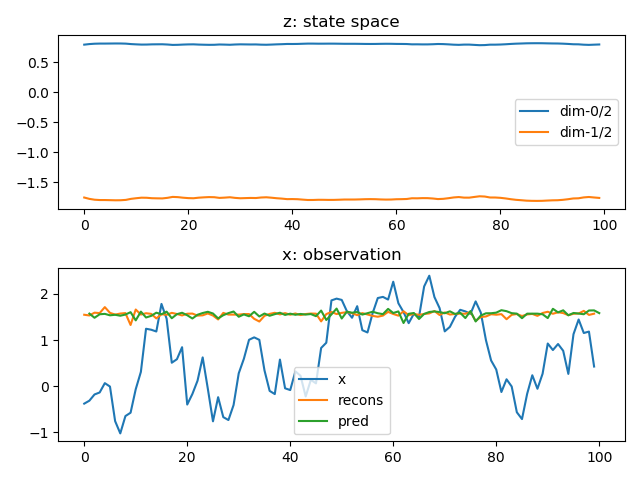 z: state space
0.5
0.0
−0.5
−1.0
−1.5
dim-0/2
dim-1/2
0 20 40 60 80 100
x: observation
2
1
0
−1
x
recons
pred
0 20 40 60 80 100